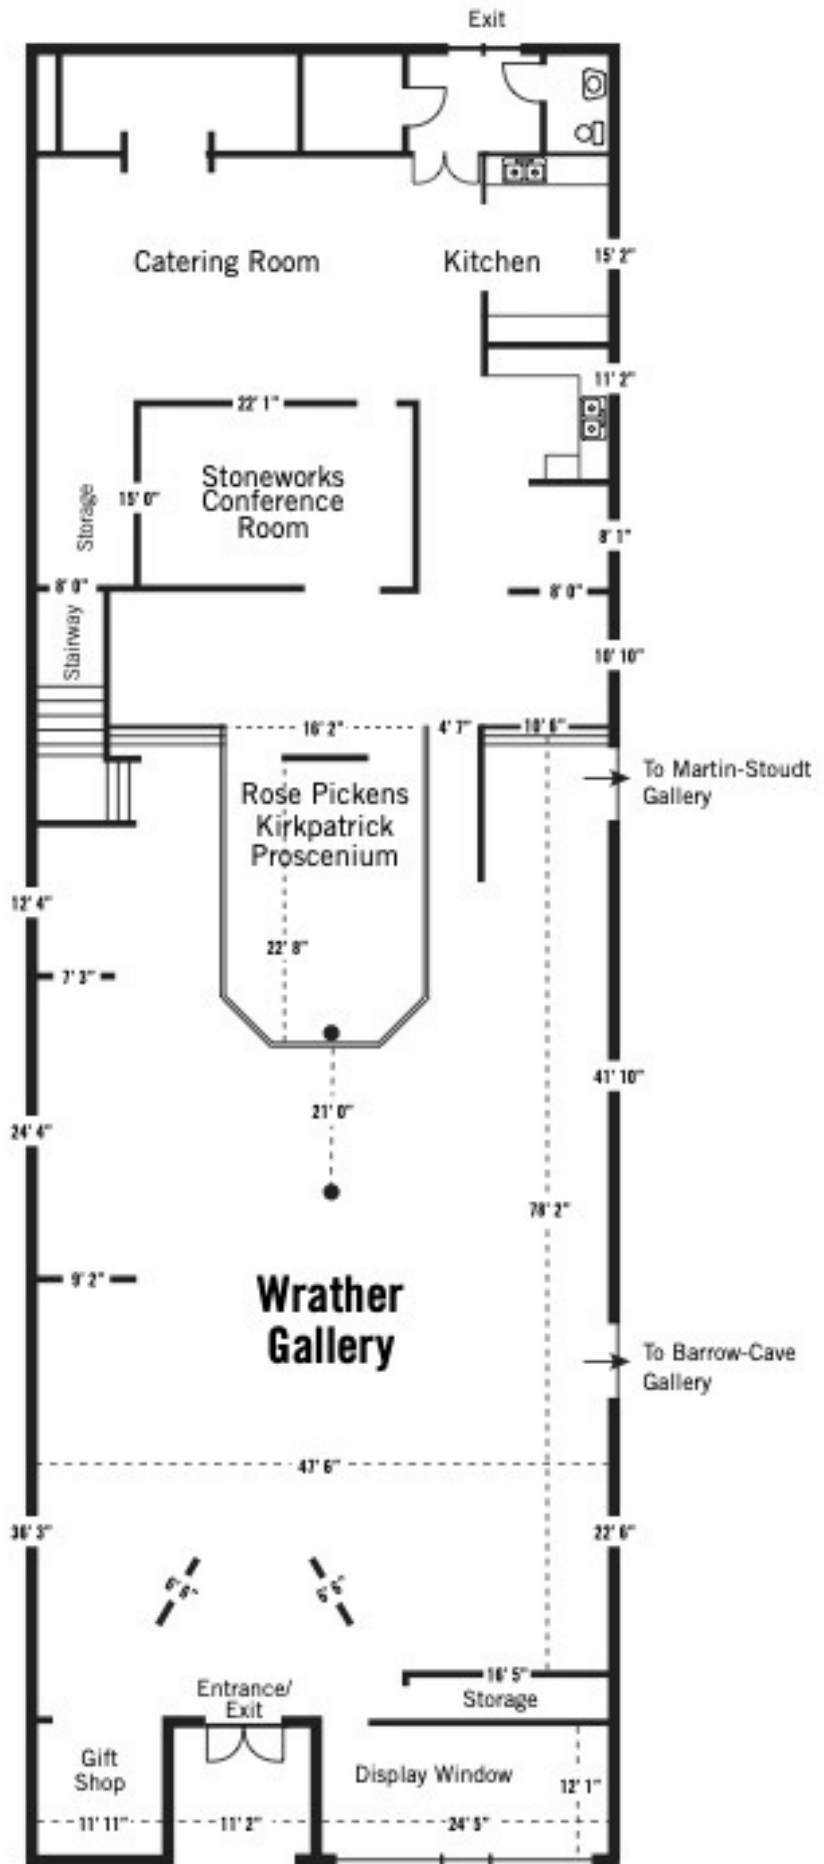 Exit
Catering Room
Kitchen
15' 2"
11' 2"
22' 1"
Stoneworks
Conference
Room
15' 0"
Storage
8' 1"
8' 0"
8' 0"
Stairway
10' 10"
16' 2"
4' 7"
10' 6"
To Martin-Stoudt
Gallery
Rose Pickens
Kirkpatrick
Proscenium
12' 4"
22' 8"
7' 3"
41' 10"
21' 0"
24' 4"
78' 2"
9' 2"
Wrather
Gallery
To Barrow-Cave
Gallery
47' 6"
36' 3"
22' 6"
6' 6"
6' 6"
16' 5"
Storage
Entrance/
Exit
Gift
Shop
Display Window
12' 1"
11' 11"
11' 2"
24' 5"